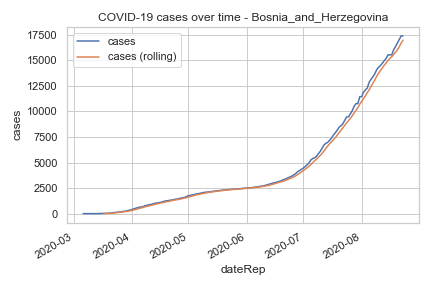 COVID-19 cases over time - Bosnia_and_Herzegovina
cases
cases (rolling)
17500
15000
12500
10000
7500
5000
2500
0
cases
2020-03
2020-04
2020-05
2020-06
2020-07
2020-08
dateRep